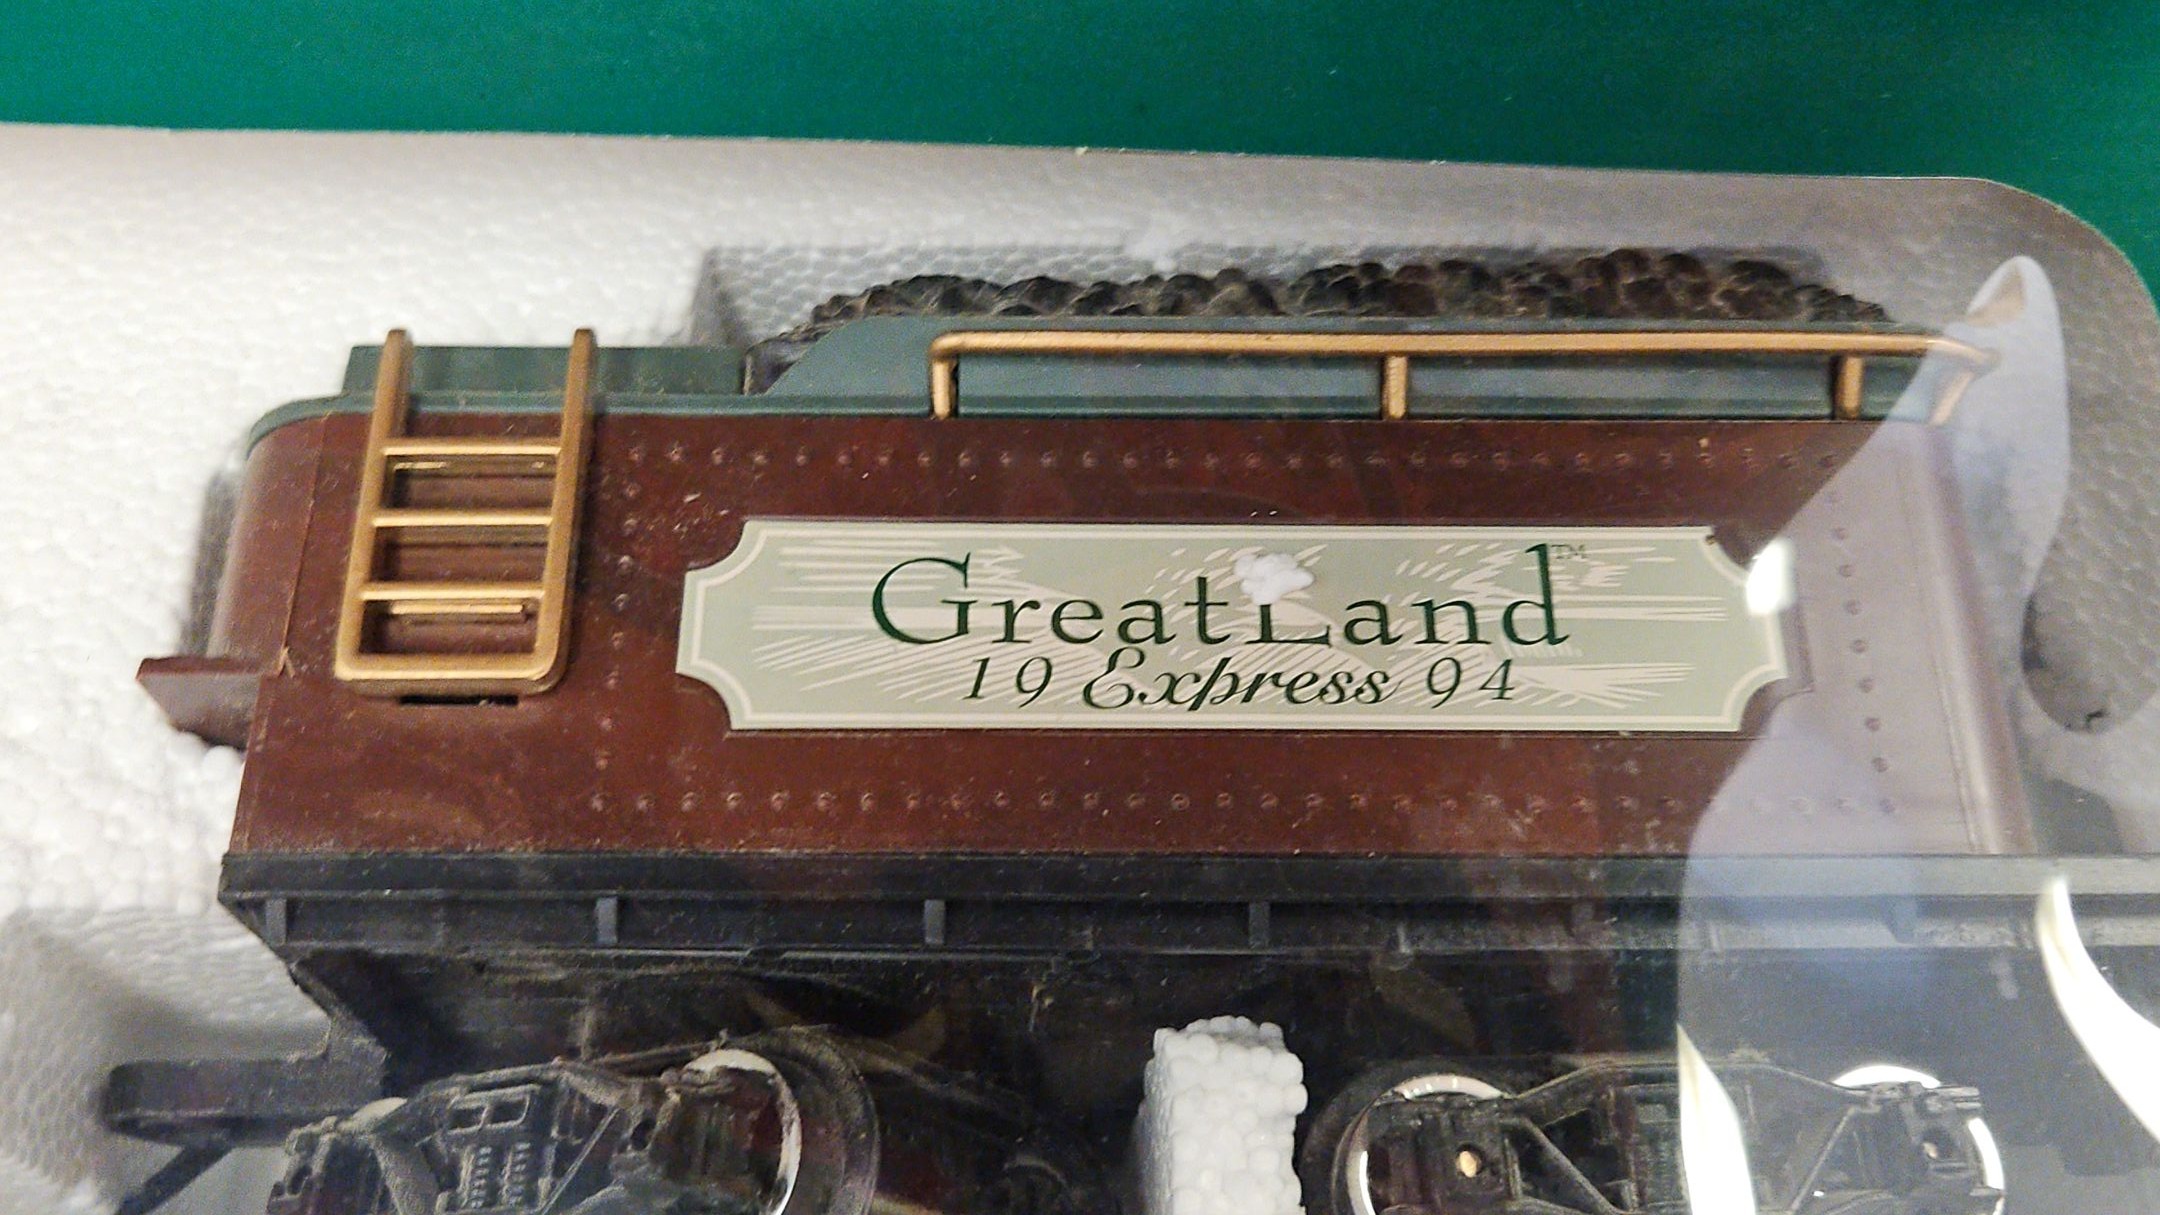 GreatLand™
19 Express 94